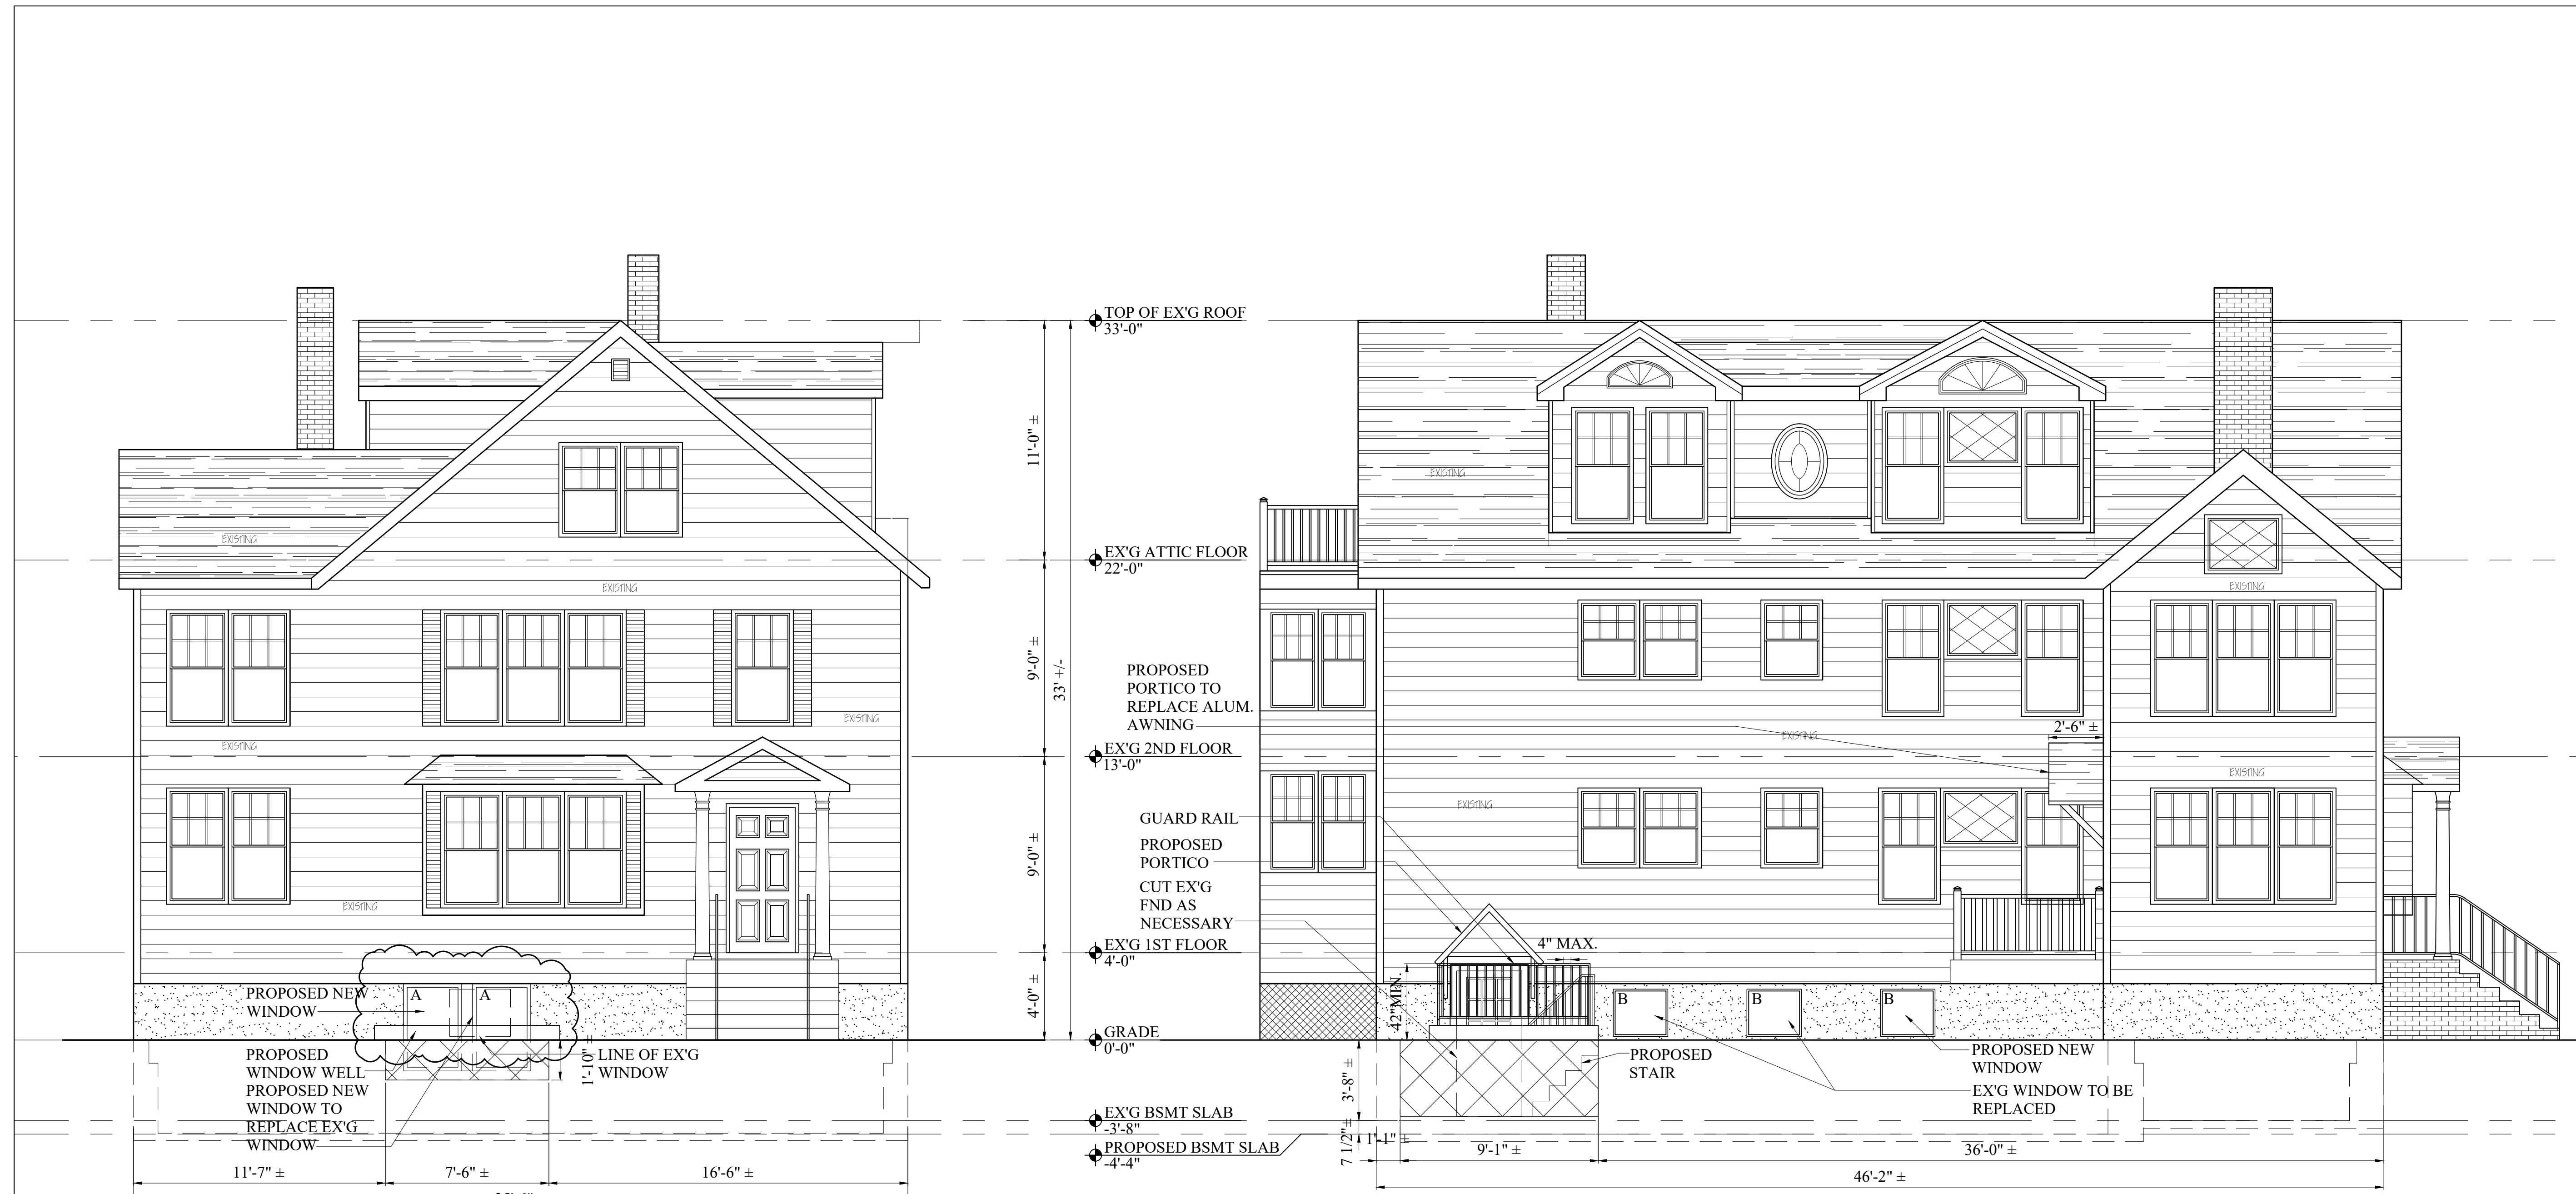 TOP OF EX'G ROOF
33'-0"
11'-0" ±
EXISTING
EXISTING
EX'G ATTIC FLOOR
22'-0"
EXISTING
EXISTING
9'-0" ±
33' +/-
PROPOSED
PORTICO TO
REPLACE ALUM.
AWNING
EXISTING
EXISTING
EXISTING
2'-6" ±
EX'G 2ND FLOOR
13'-0"
EXISTING
EXISTING
EXISTING
9'-0" ±
GUARD RAIL
PROPOSED
PORTICO
CUT EX'G
FND AS
NECESSARY
4" MAX.
EX'G 1ST FLOOR
4'-0"
4'-0" ±
42"MIN.
PROPOSED NEW
WINDOW
A
A
B
B
B
GRADE
0'-0"
PROPOSED
WINDOW WELL
PROPOSED NEW
WINDOW TO
REPLACE EX'G
WINDOW
1'-10" ±
LINE OF EX'G
WINDOW
3'-8" ±
PROPOSED
STAIR
PROPOSED NEW
WINDOW
EX'G WINDOW TO BE
REPLACED
EX'G BSMT SLAB
-3'-8"
PROPOSED BSMT SLAB
-4'-4"
7 1/2"±
1'-1" ±
11'-7" ±
7'-6" ±
16'-6" ±
9'-1" ±
36'-0" ±
46'-2" ±